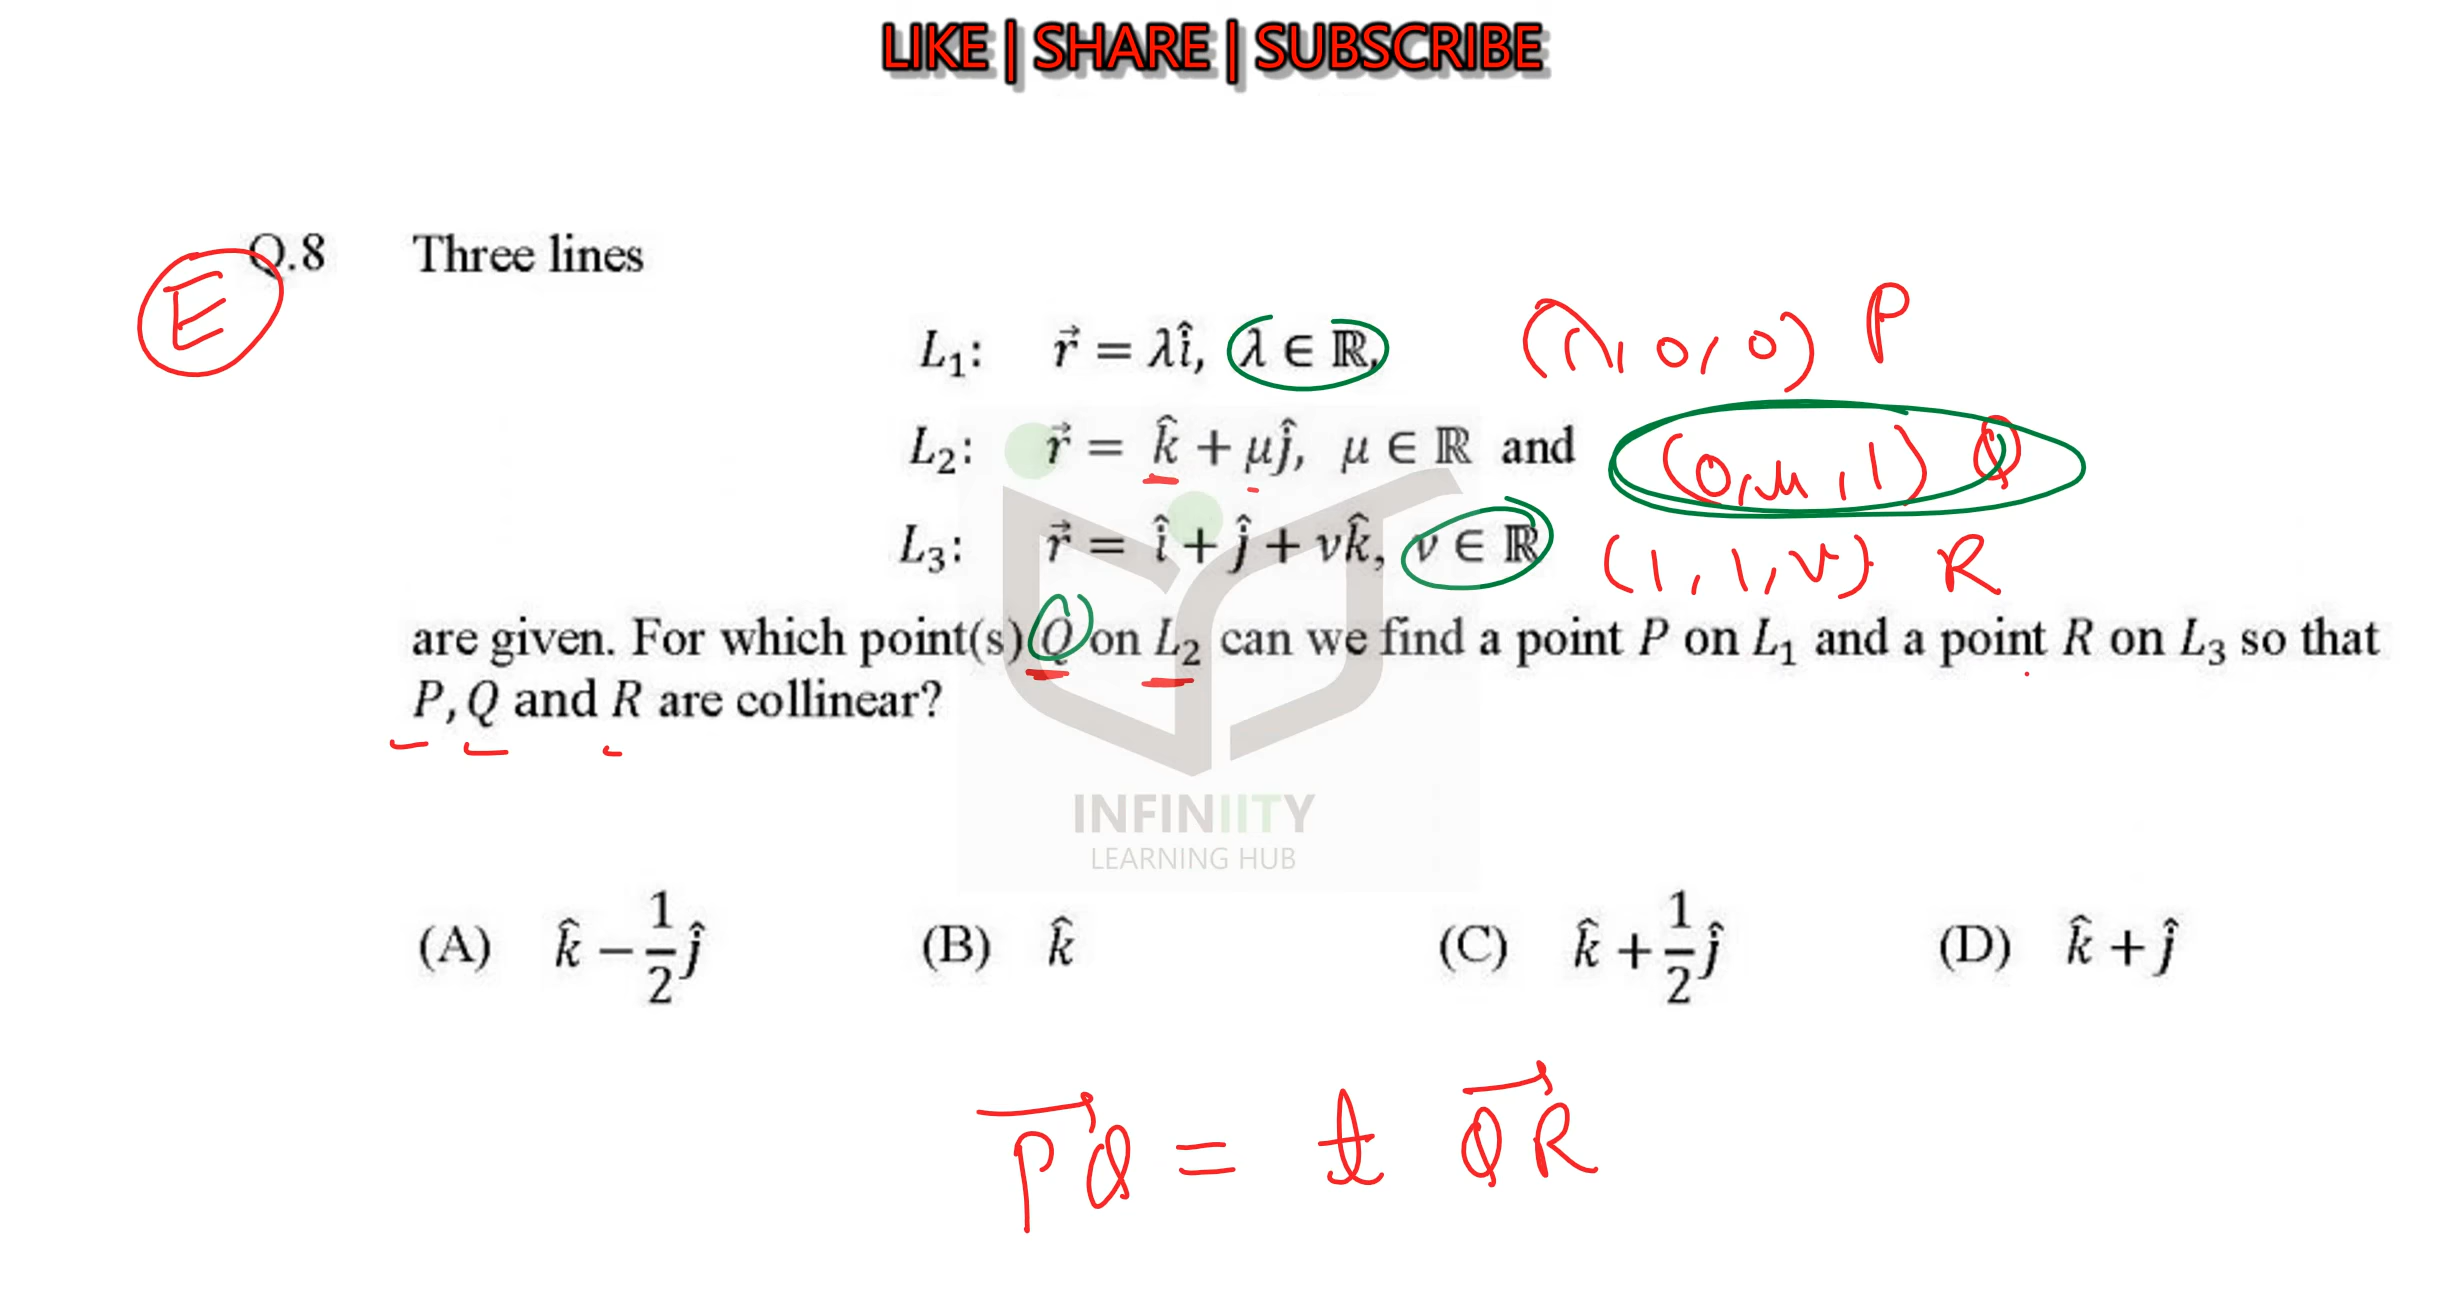 LIKE | SHARE | SUBSCRIBE
E
Q.8 Three lines
L₁: r⃗ = λî, λ ∈ ℝ, (λ, 0, 0) P
L₂: r⃗ = k̂ + μĵ, μ ∈ ℝ and (0, μ, 1) Q
L₃: r⃗ = î + ĵ + νk̂, ν ∈ ℝ (1, 1, ν) R
are given. For which point(s) Q on L₂ can we find a point P on L₁ and a point R on L₃ so that
P, Q and R are collinear?
INFINIITY
LEARNING HUB
(A) k̂ − 1/2 ĵ (B) k̂ (C) k̂ + 1/2 ĵ (D) k̂ + ĵ
PQ⃗ = t QR⃗